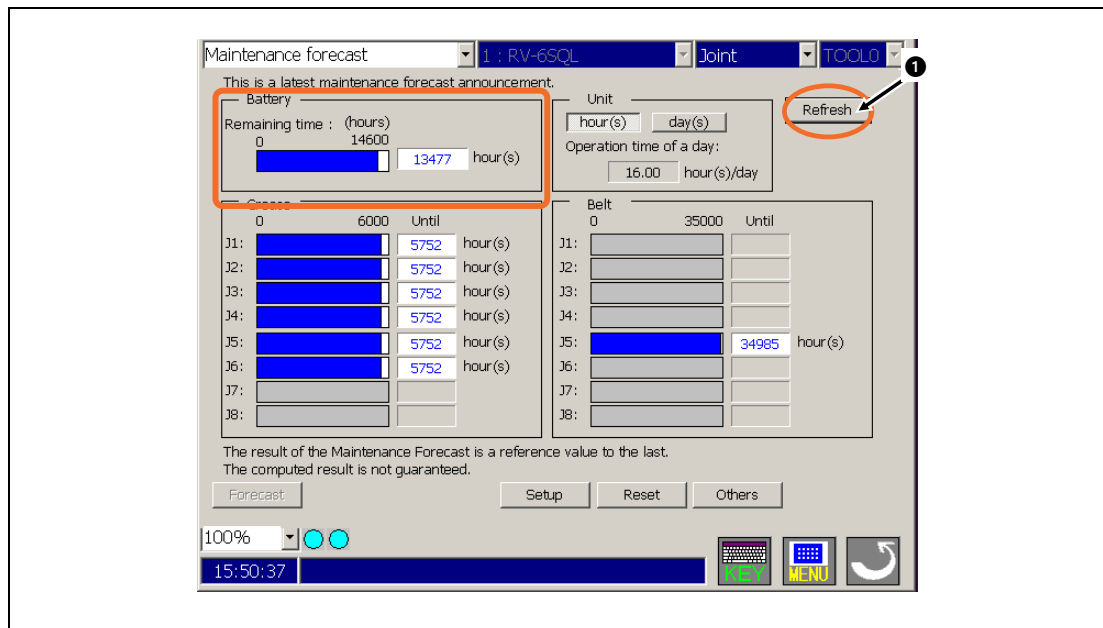 Maintenance forecast 1 : RV-6SQL Joint TOOL0
This is a latest maintenance forecast announcement.
1
Battery
Remaining time : (hours)
0 14600
13477 hour(s)
Unit
hour(s) day(s)
Operation time of a day:
16.00 hour(s)/day
Refresh
Grease
0 6000 Until
J1: 5752 hour(s)
J2: 5752 hour(s)
J3: 5752 hour(s)
J4: 5752 hour(s)
J5: 5752 hour(s)
J6: 5752 hour(s)
J7:
J8:
Belt
0 35000 Until
J1:
J2:
J3:
J4:
J5: 34985 hour(s)
J6:
J7:
J8:
The result of the Maintenance Forecast is a reference value to the last.
The computed result is not guaranteed.
Forecast Setup Reset Others
100%
15:50:37
KEY MENU